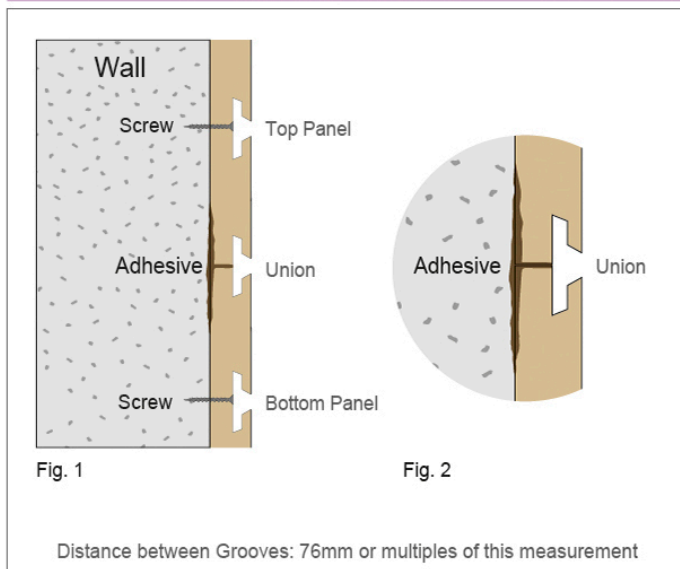 Wall
Screw
Top Panel
Adhesive
Union
Screw
Bottom Panel
Fig. 1
Adhesive
Union
Fig. 2
Distance between Grooves: 76mm or multiples of this measurement